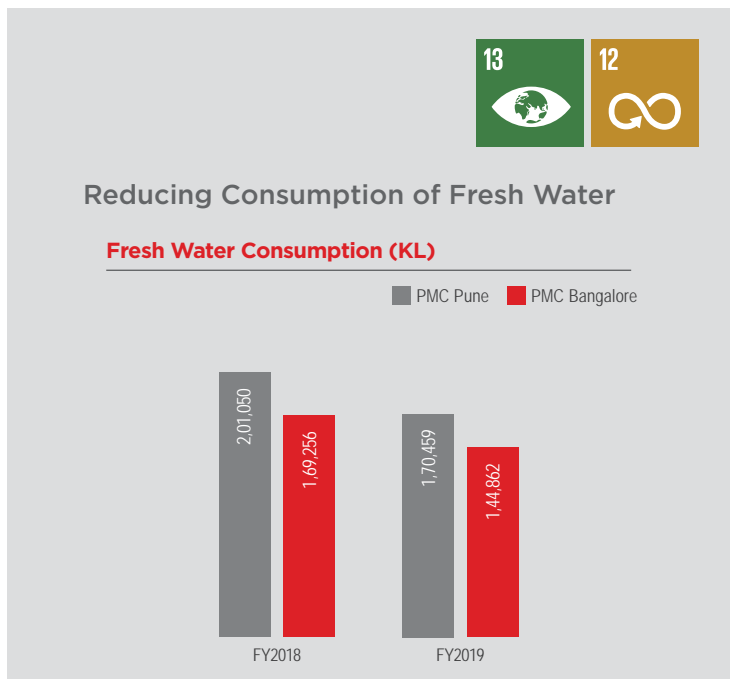 13 12
Reducing Consumption of Fresh Water
Fresh Water Consumption (KL)
PMC Pune PMC Bangalore
2,01,050
1,69,256
1,70,459
1,44,862
FY2018 FY2019